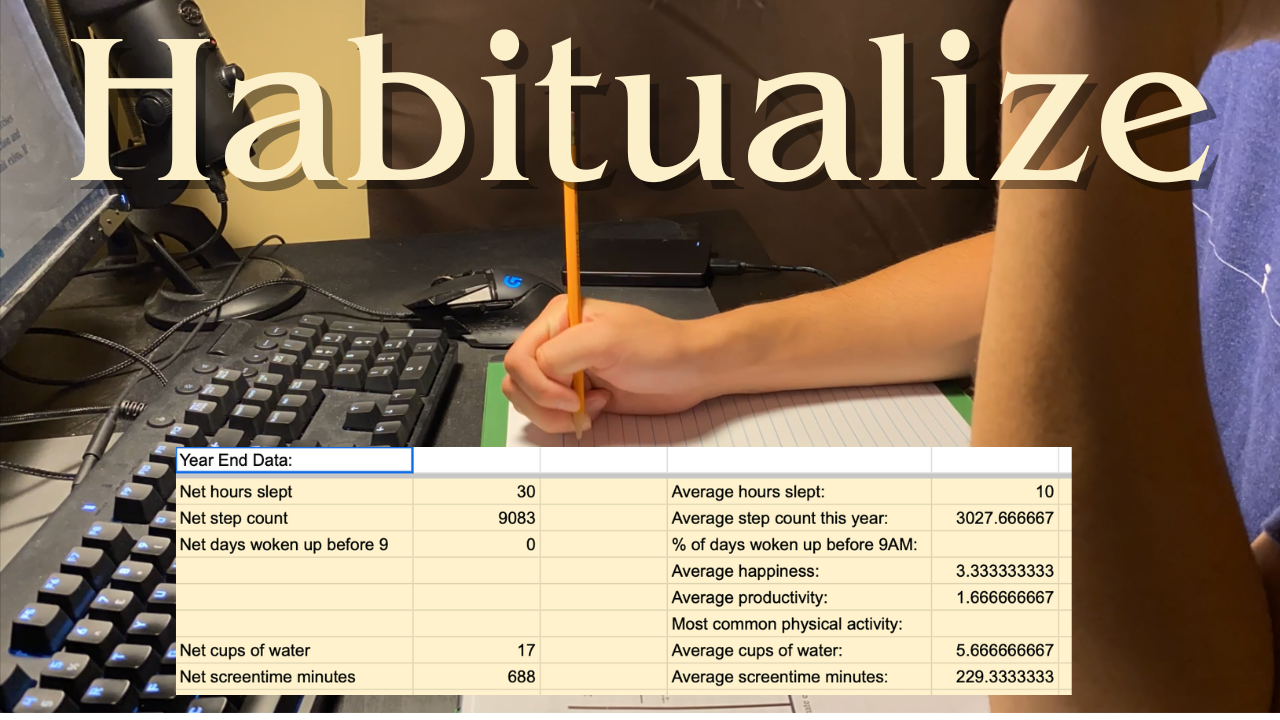 Habitualize
Year End Data:
Net hours slept 30 Average hours slept: 10
Net step count 9083 Average step count this year: 3027.666667
Net days woken up before 9 0 % of days woken up before 9AM:
Average happiness: 3.333333333
Average productivity: 1.666666667
Most common physical activity:
Net cups of water 17 Average cups of water: 5.666666667
Net screentime minutes 688 Average screentime minutes: 229.3333333